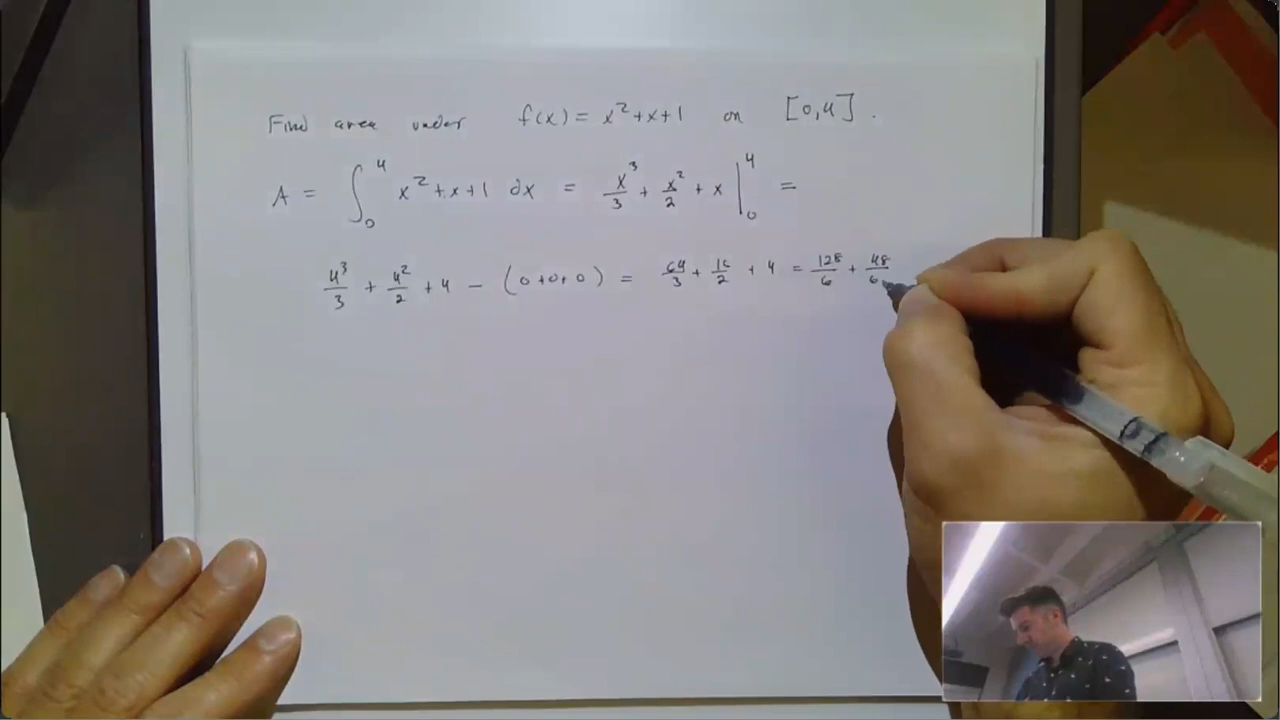 Find area under f(x) = x²+x+1 on [0,4].
A = ∫₀⁴ x²+x+1 dx = x³/3 + x²/2 + x |₀⁴ =
4³/3 + 4²/2 + 4 − (0+0+0) = 64/3 + 16/2 + 4 = 128/6 + 48/6